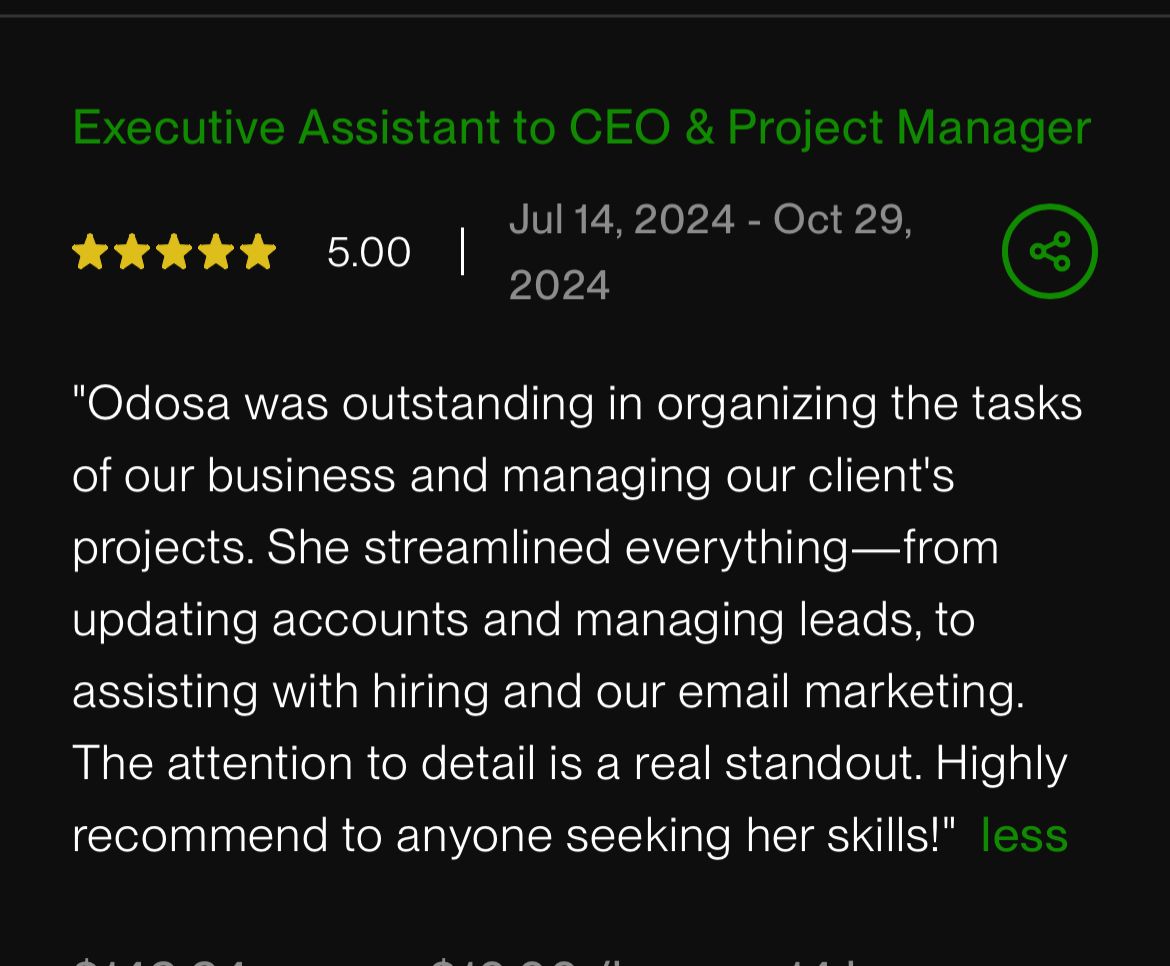 Executive Assistant to CEO & Project Manager
5.00
Jul 14, 2024 - Oct 29,
2024
"Odosa was outstanding in organizing the tasks
of our business and managing our client's
projects. She streamlined everything—from
updating accounts and managing leads, to
assisting with hiring and our email marketing.
The attention to detail is a real standout. Highly
recommend to anyone seeking her skills!" less